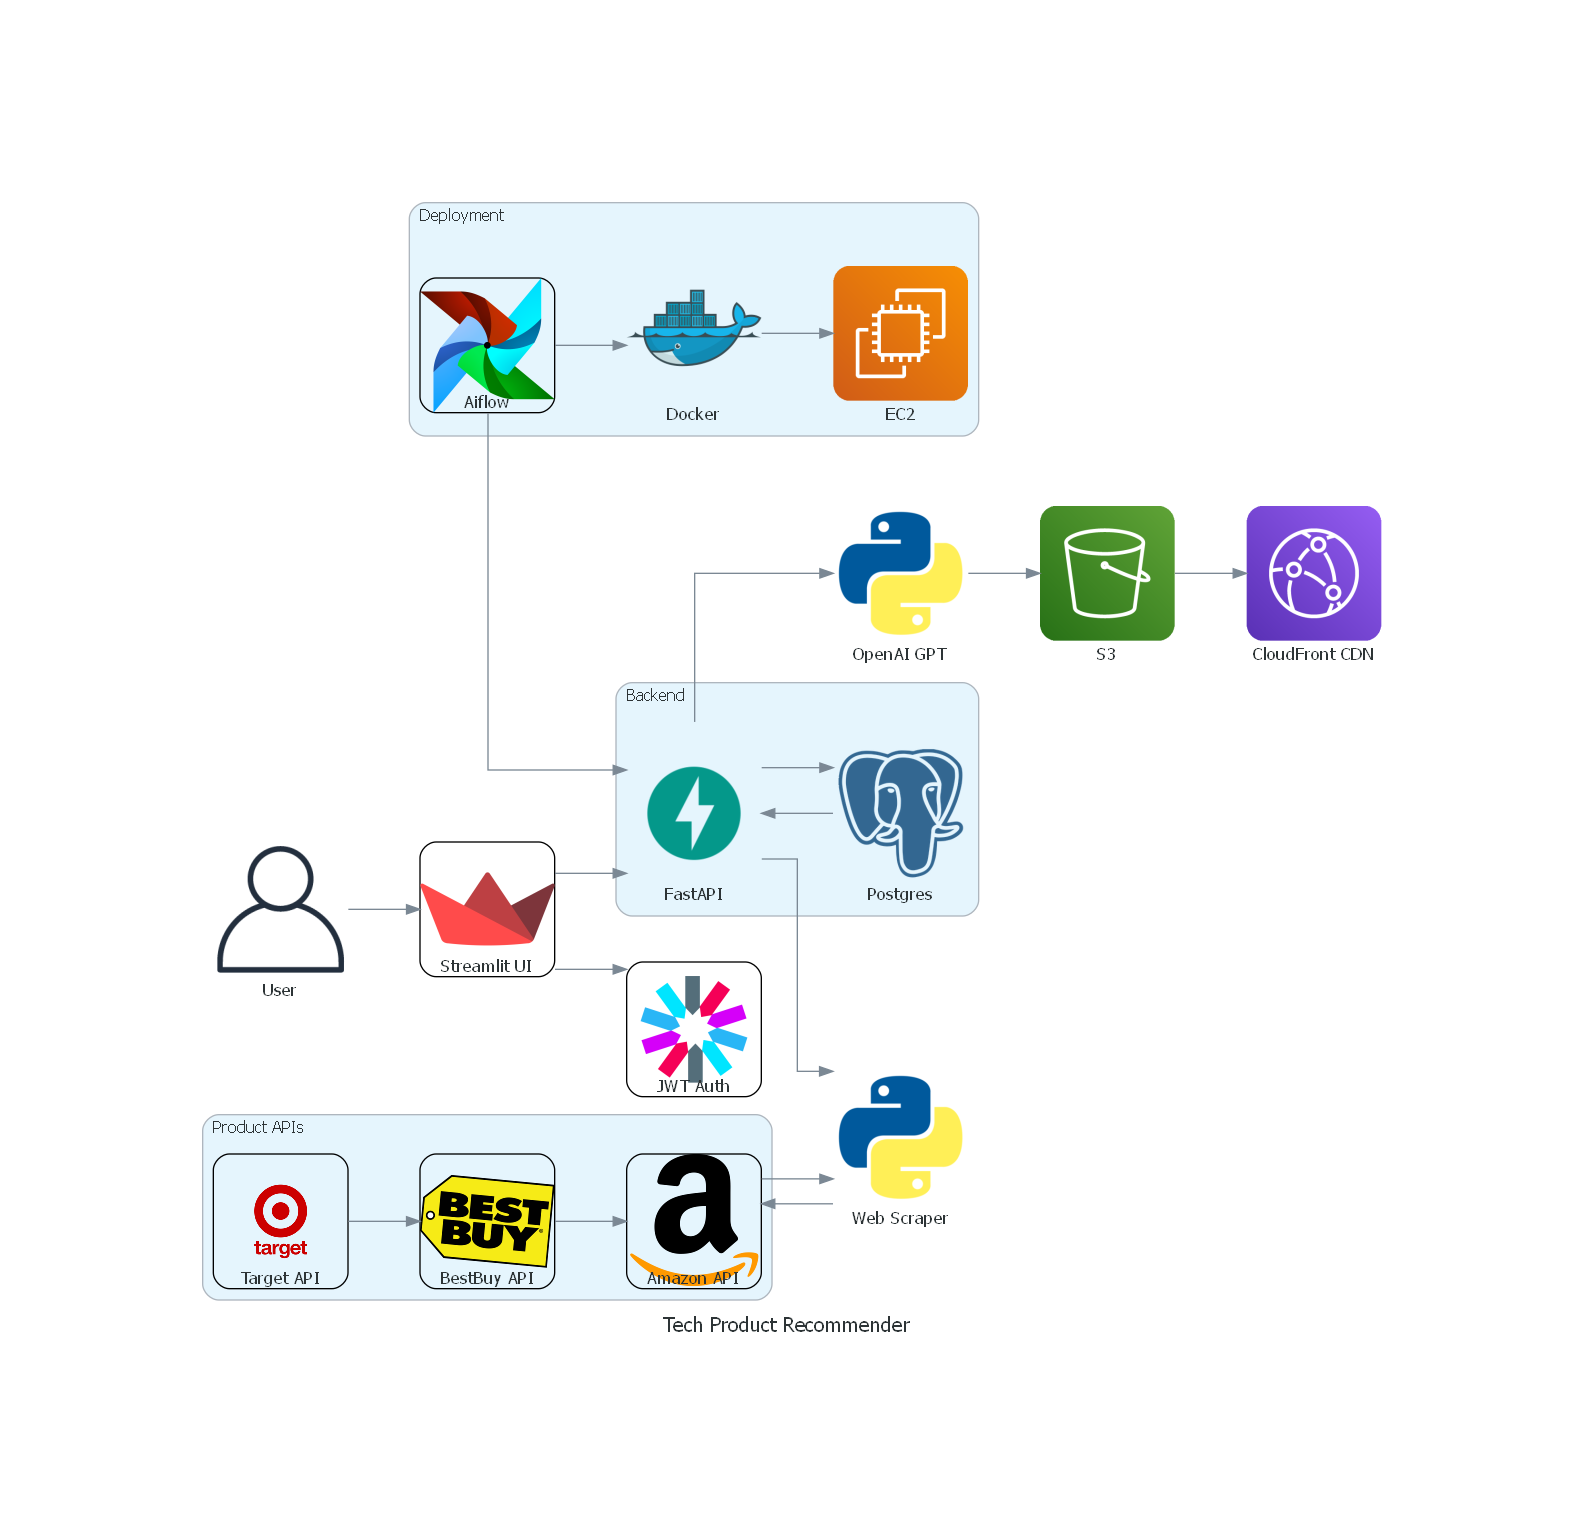 Deployment
Aiflow
Docker
EC2
OpenAI GPT
S3
CloudFront CDN
Backend
FastAPI
Postgres
User
Streamlit UI
JWT Auth
Product APIs
target
Target API
BEST
BUY
BestBuy API
a
Amazon API
Web Scraper
Tech Product Recommender